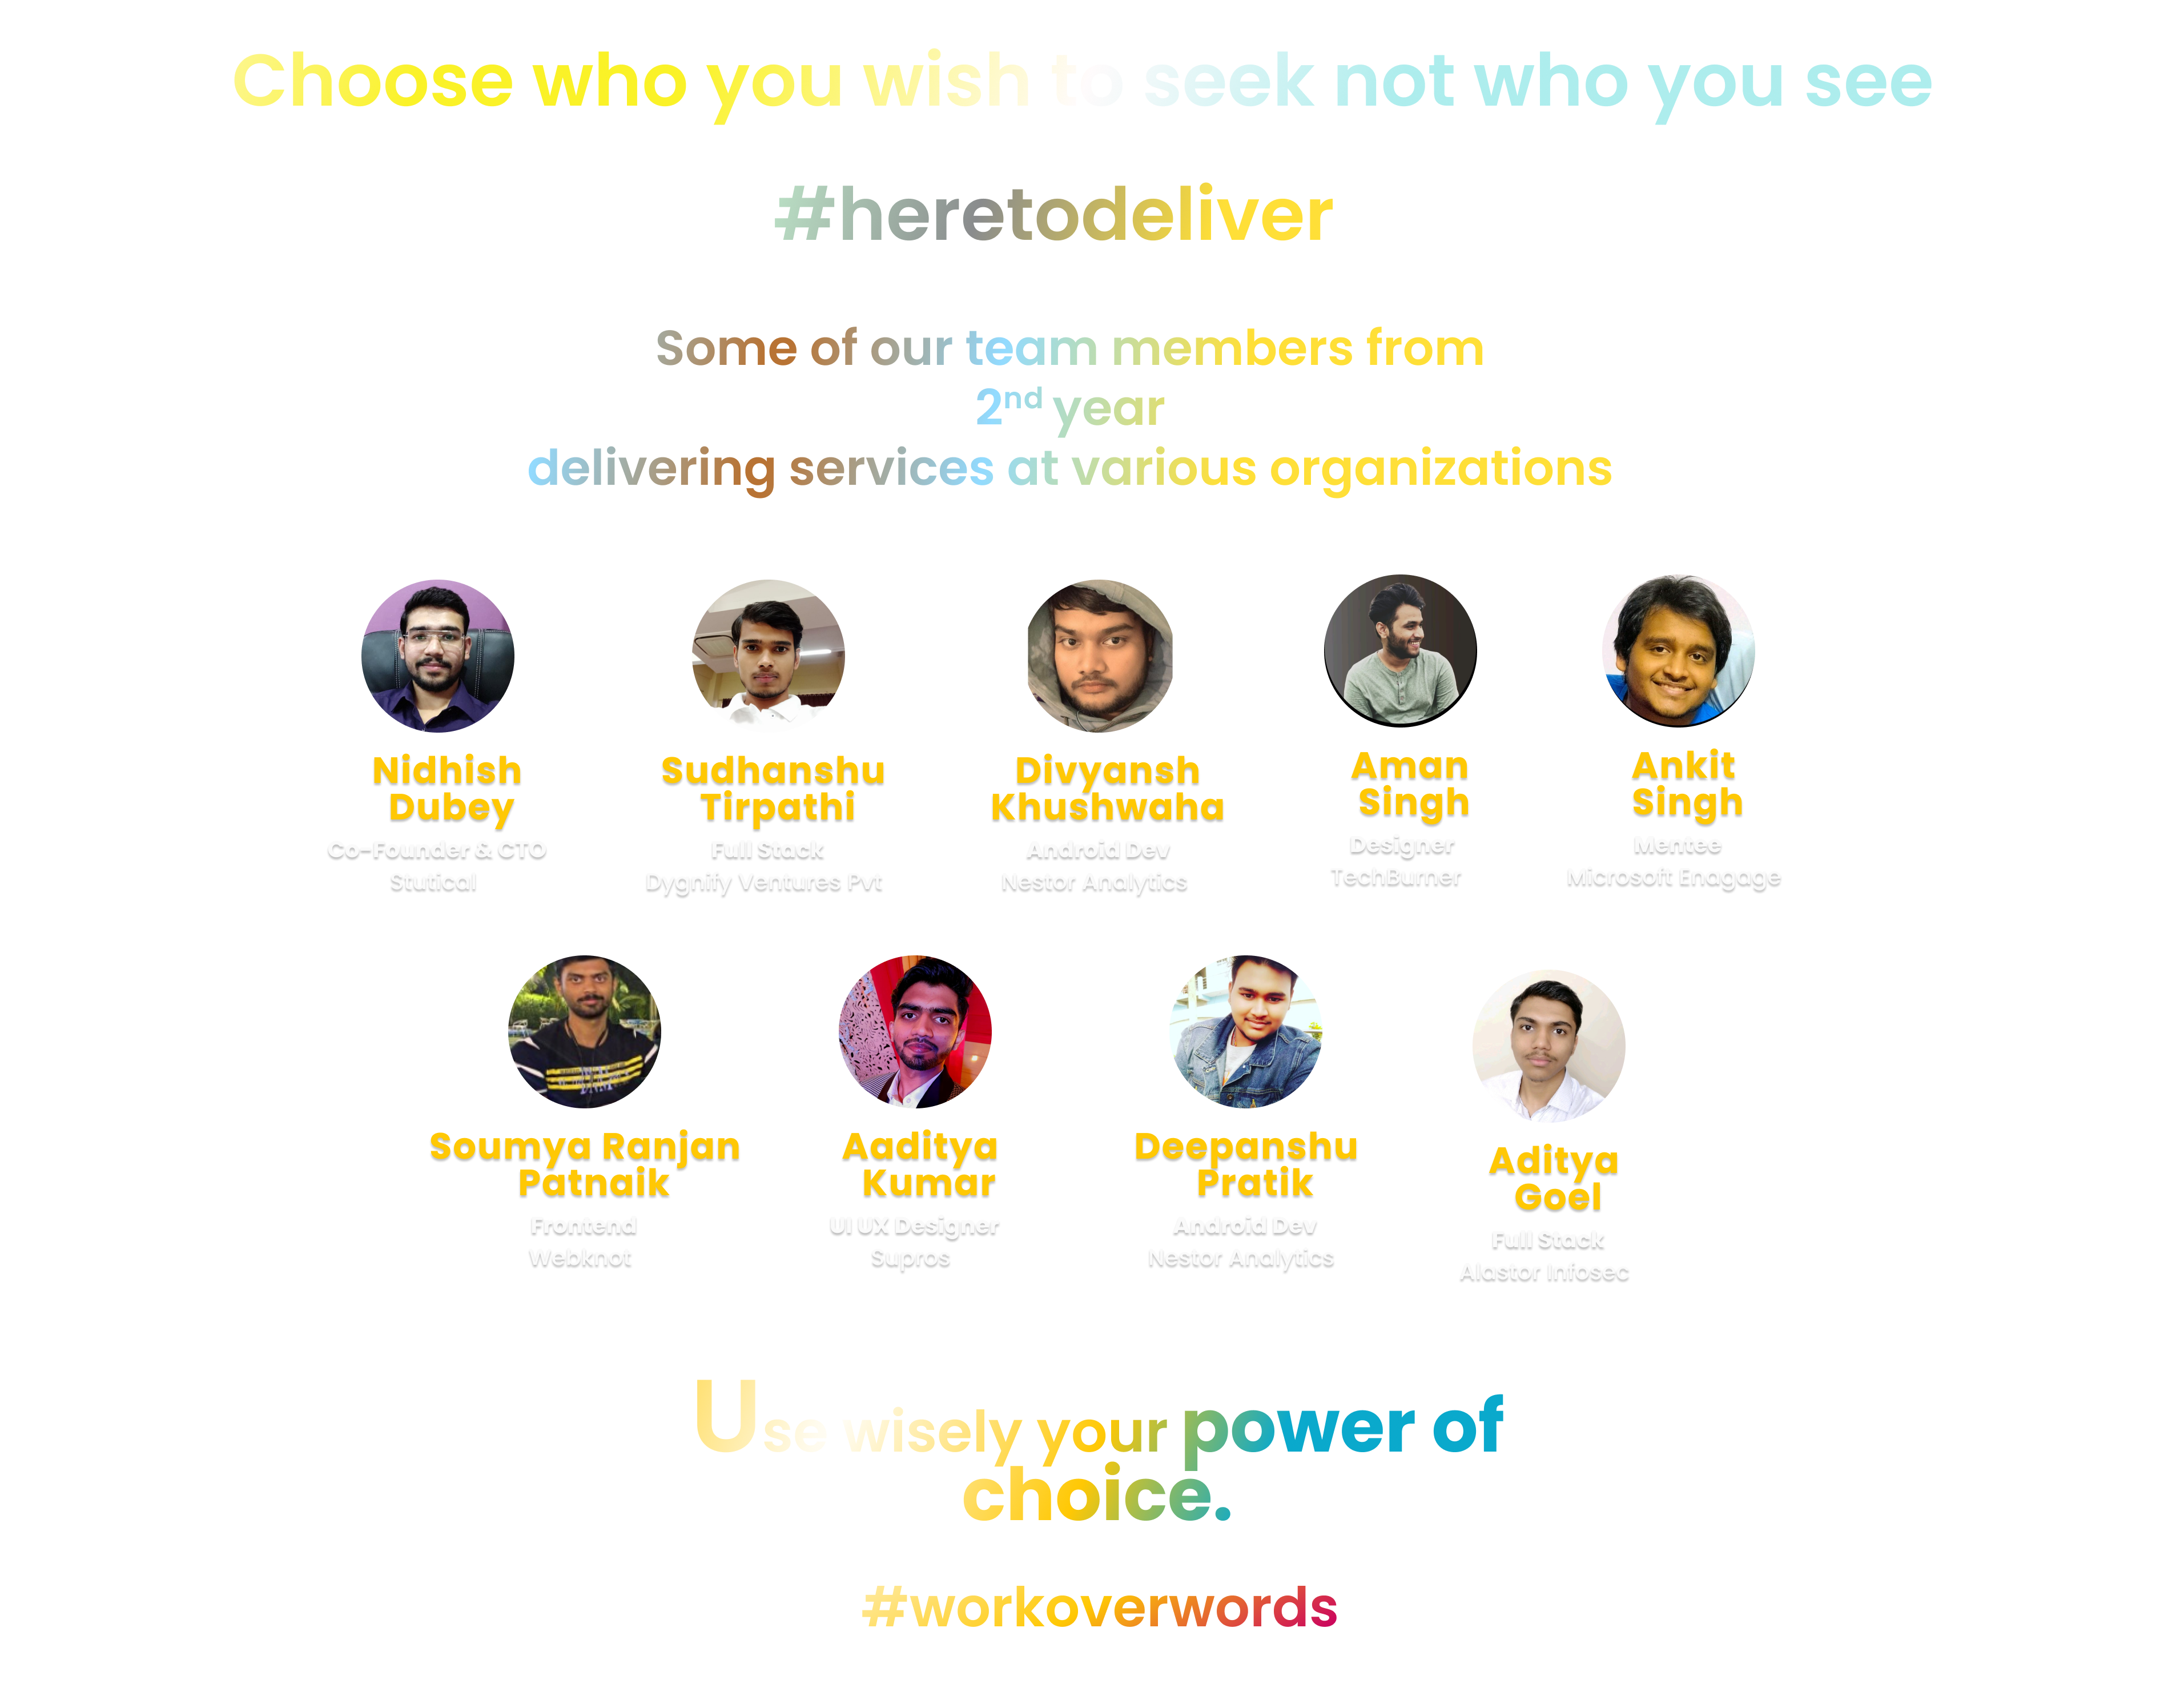 Choose who you wish to seek not who you see
#heretodeliver
Some of our team members from
2nd year
delivering services at various organizations
Nidhish
Dubey
Co-Founder & CTO
Stutical
Sudhanshu
Tirpathi
Full Stack
Dygnify Ventures Pvt
Divyansh
Khushwaha
Android Dev
Nestor Analytics
Aman
Singh
Designer
TechBurner
Ankit
Singh
Mentee
Microsoft Enagage
Soumya Ranjan
Patnaik
Frontend
Webknot
Aaditya
Kumar
UI UX Designer
Supros
Deepanshu
Pratik
Android Dev
Nestor Analytics
Aditya
Goel
Full Stack
Alastor Infosec
Use wisely your power of
choice.
#workoverwords